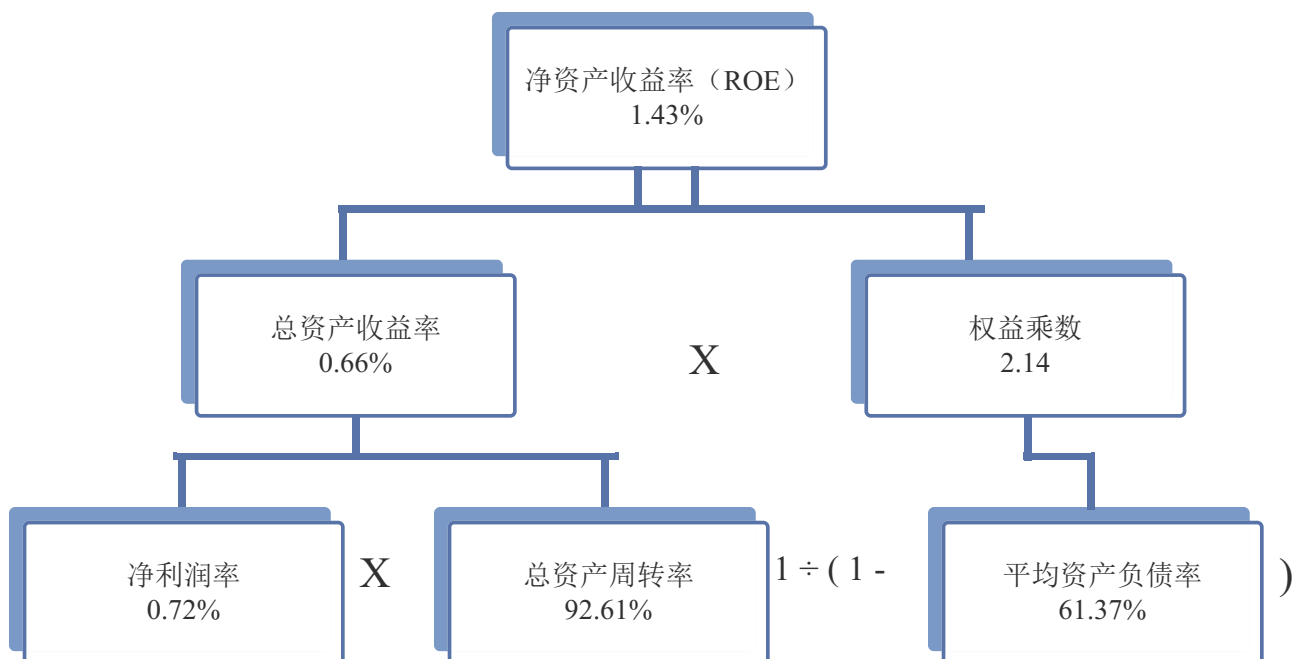 净资产收益率（ROE）
1.43%
总资产收益率
0.66%
X
权益乘数
2.14
净利润率
0.72%
X
总资产周转率
92.61%
1 ÷ ( 1 -
平均资产负债率
61.37%
)